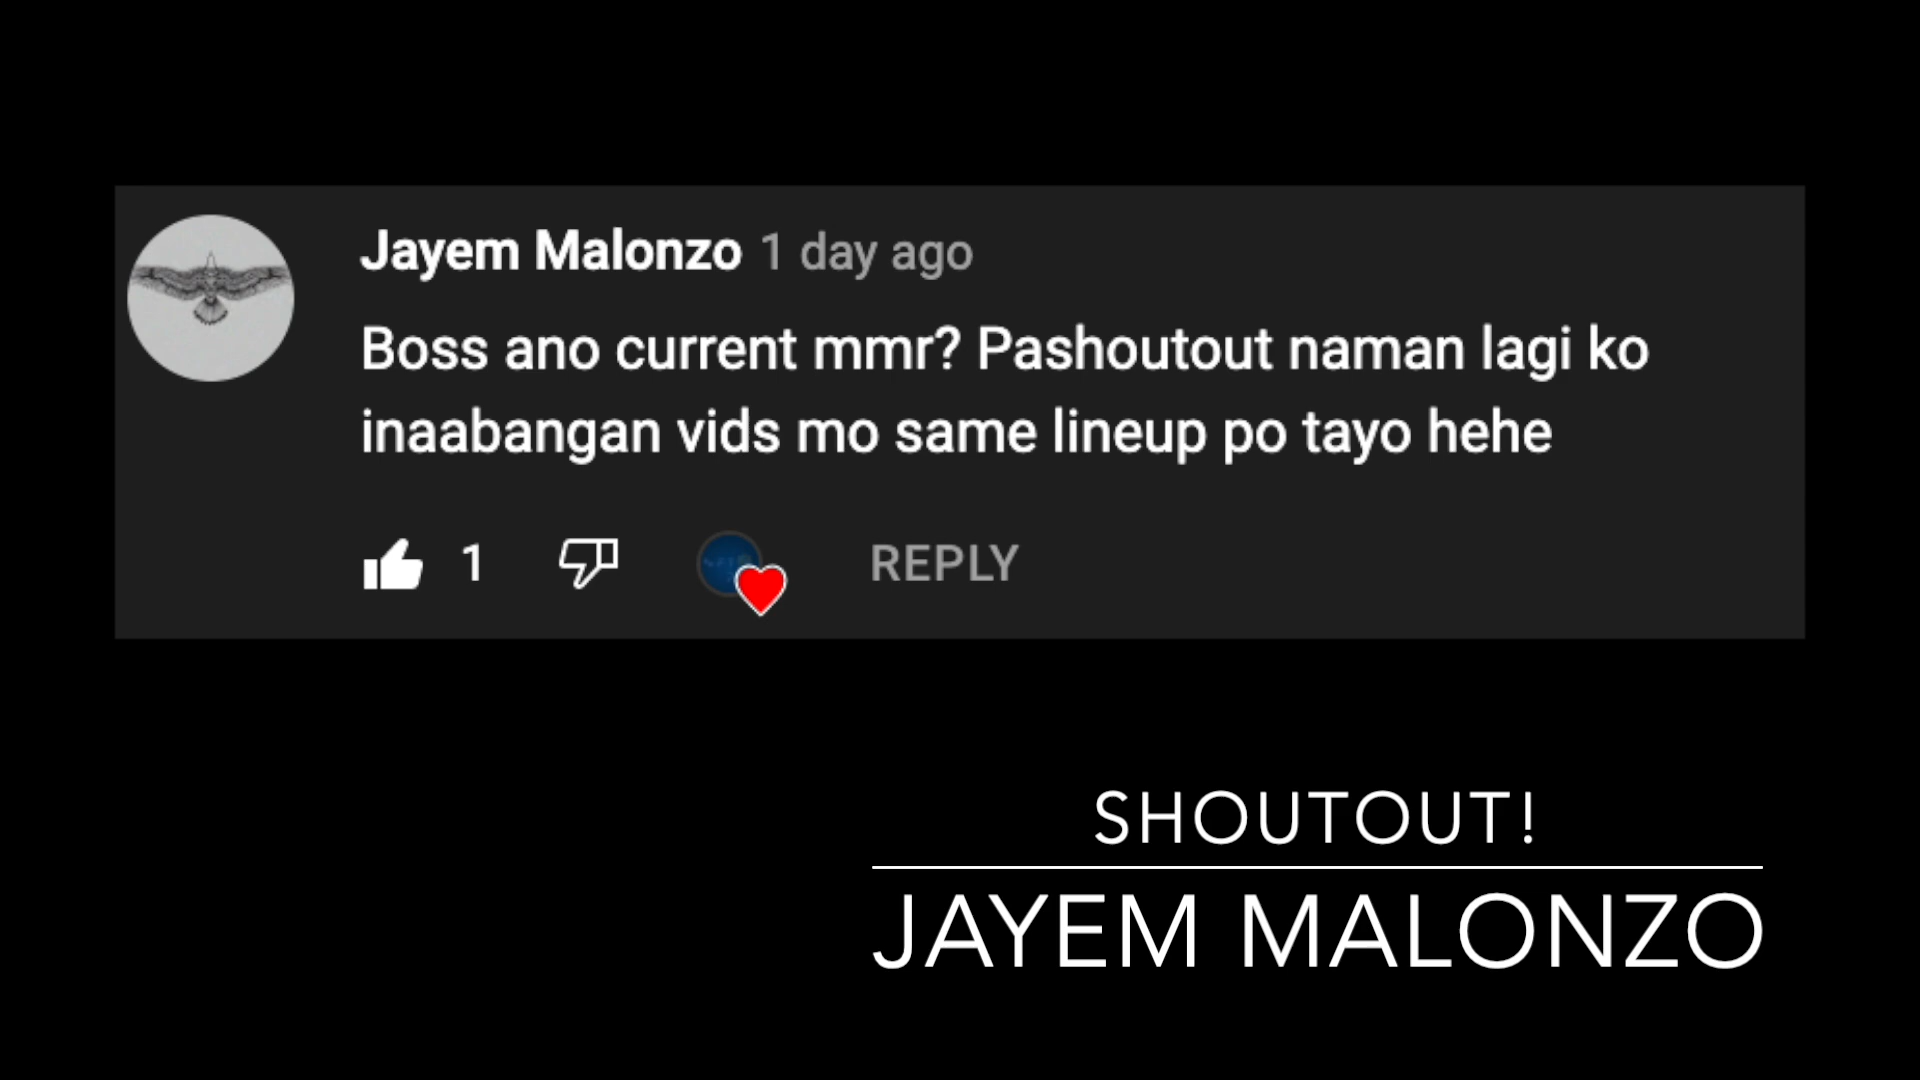 Jayem Malonzo 1 day ago
Boss ano current mmr? Pashoutout naman lagi ko
inaabangan vids mo same lineup po tayo hehe
1 REPLY
SHOUTOUT!
JAYEM MALONZO